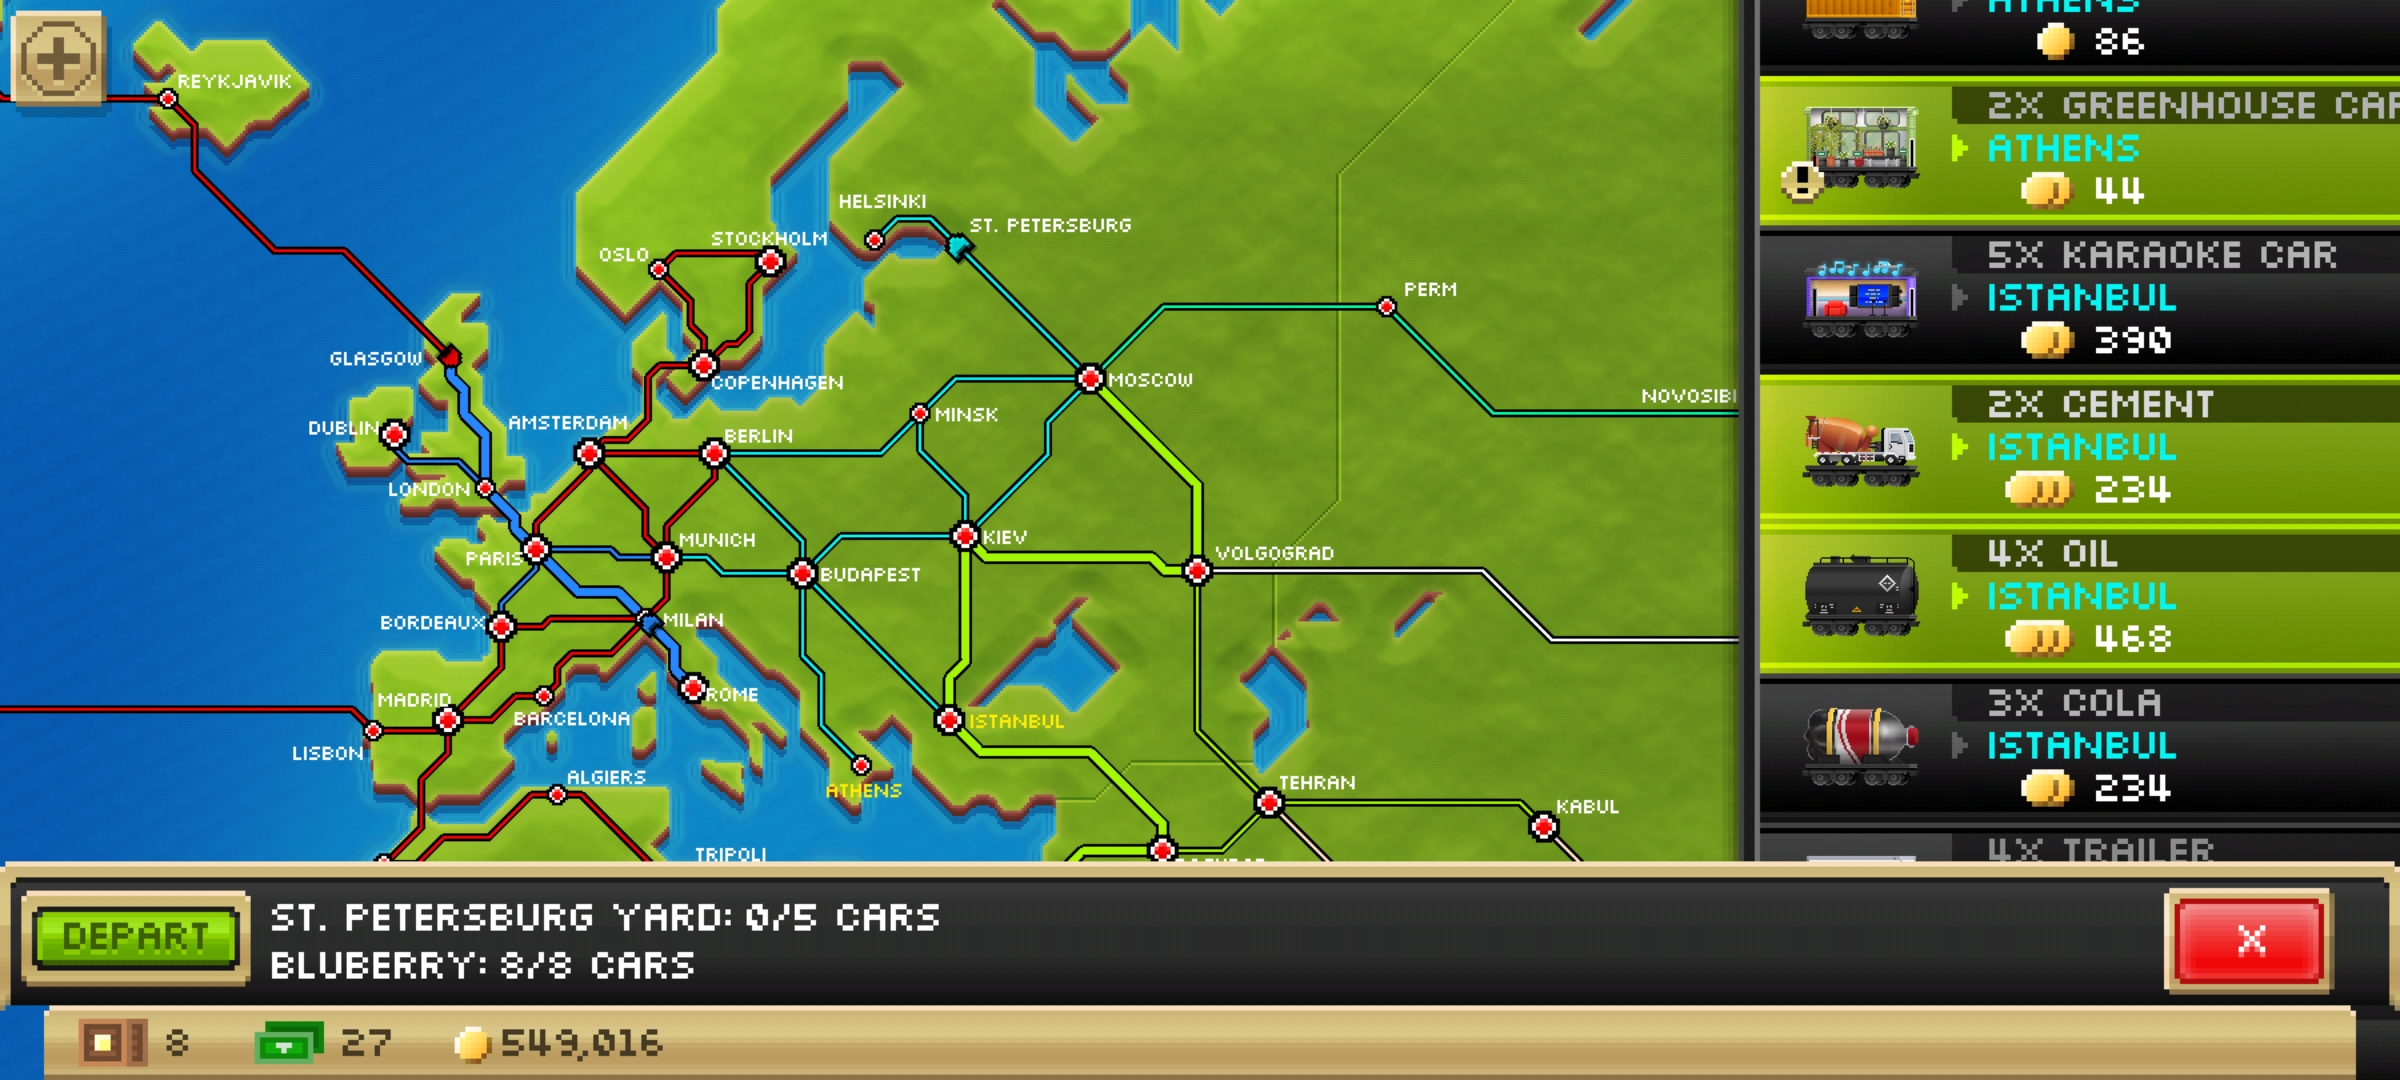 REYKJAVIK
HELSINKI
ST. PETERSBURG
OSLO
STOCKHOLM
PERM
GLASGOW
COPENHAGEN
MOSCOW
NOVOSIBI
DUBLIN
AMSTERDAM
BERLIN
MINSK
LONDON
PARIS
MUNICH
KIEV
VOLGOGRAD
BUDAPEST
BORDEAUX
MILAN
MADRID
ROME
BARCELONA
ISTANBUL
LISBON
ALGIERS
ATHENS
TEHRAN
KABUL
TRIPOLI
ATHENS
86
2X GREENHOUSE CAR
ATHENS
44
5X KARAOKE CAR
ISTANBUL
390
2X CEMENT
ISTANBUL
234
4X OIL
ISTANBUL
468
3X COLA
ISTANBUL
234
4X TRAILER
DEPART
ST. PETERSBURG YARD: 0/5 CARS
BLUBERRY: 8/8 CARS
X
8
27
549,016